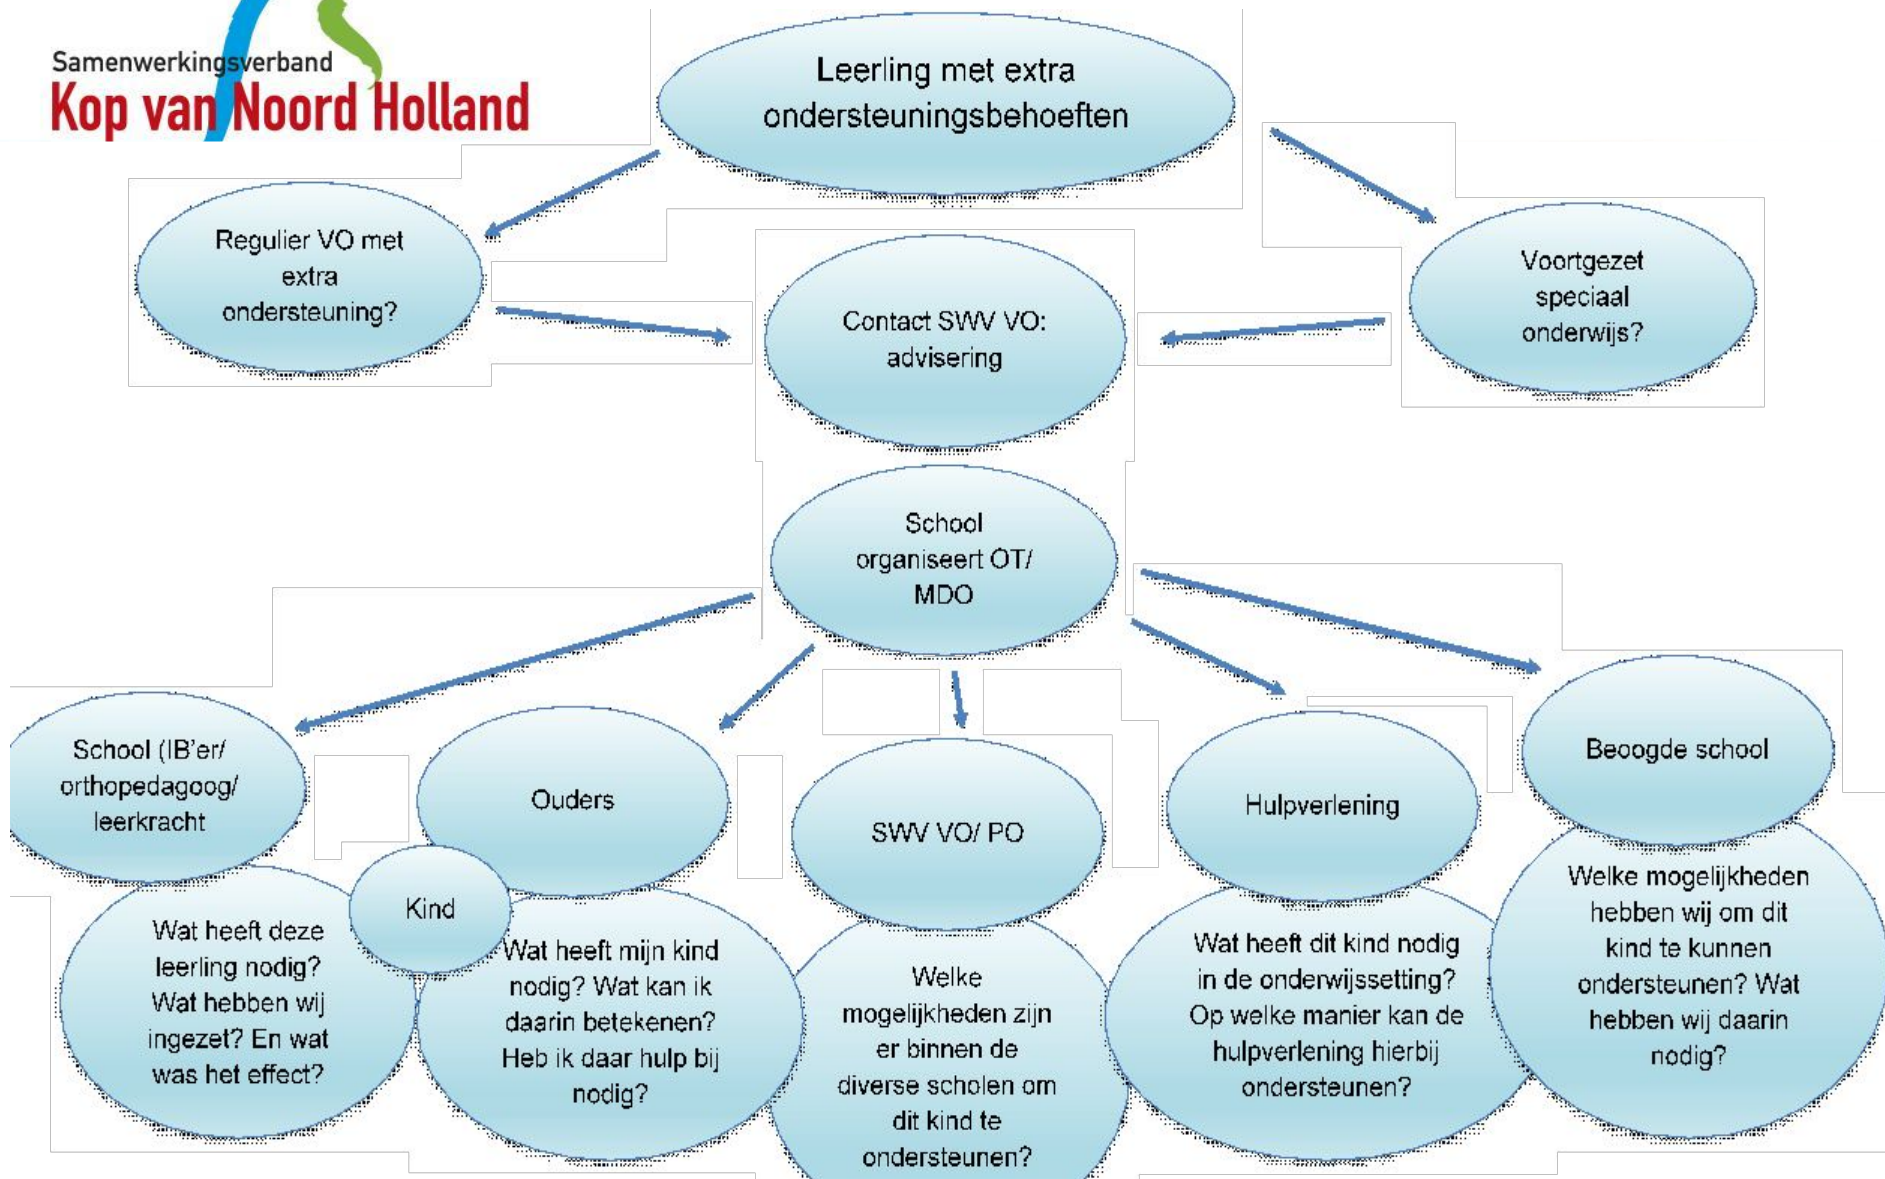 Samenwerkingsverband
Kop van Noord Holland
Leerling met extra
ondersteuningsbehoeften
Regulier VO met
extra
ondersteuning?
Contact SWV VO:
advisering
Voortgezet
speciaal
onderwijs?
School
organiseert OT/
MDO
School (IB'er/
orthopedagoog/
leerkracht
Ouders
SWV VO/ PO
Hulpverlening
Beoogde school
Kind
Wat heeft deze
leerling nodig?
Wat hebben wij
ingezet? En wat
was het effect?
Wat heeft mijn kind
nodig? Wat kan ik
daarin betekenen?
Heb ik daar hulp bij
nodig?
Welke
mogelijkheden zijn
er binnen de
diverse scholen om
dit kind te
ondersteunen?
Wat heeft dit kind nodig
in de onderwijssetting?
Op welke manier kan de
hulpverlening hierbij
ondersteunen?
Welke mogelijkheden
hebben wij om dit
kind te kunnen
ondersteunen? Wat
hebben wij daarin
nodig?